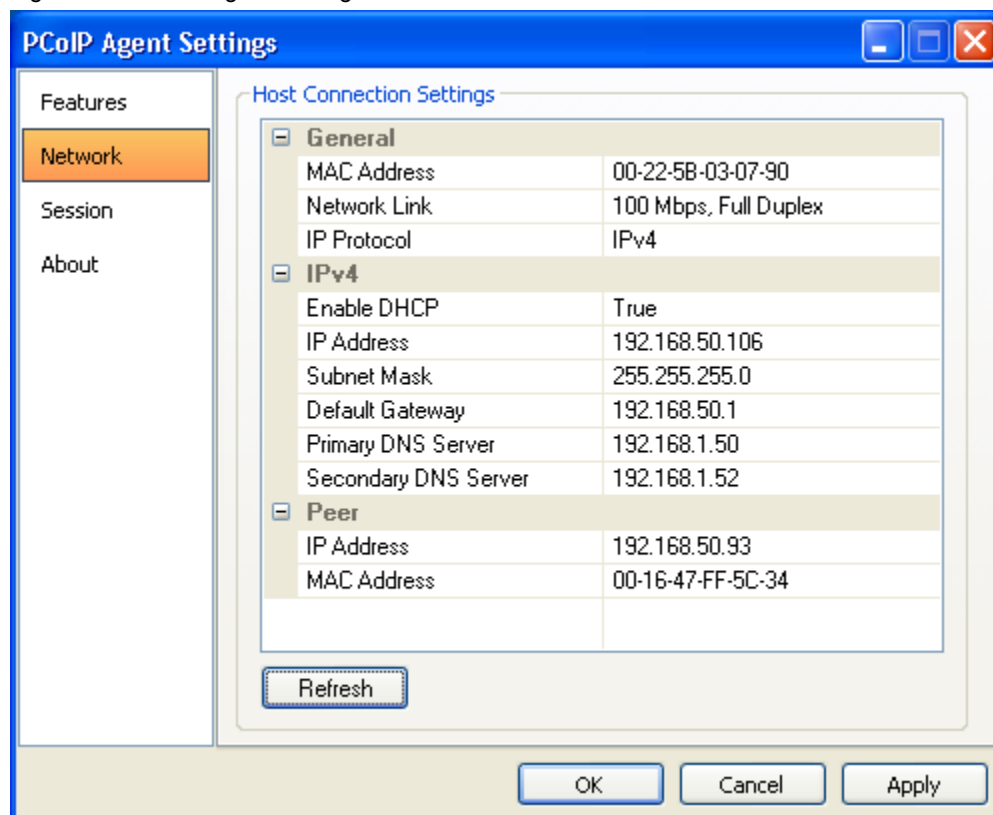 PCoIP Agent Settings
Features
Network
Session
About
Host Connection Settings
General
MAC Address 00-22-5B-03-07-90
Network Link 100 Mbps, Full Duplex
IP Protocol IPv4
IPv4
Enable DHCP True
IP Address 192.168.50.106
Subnet Mask 255.255.255.0
Default Gateway 192.168.50.1
Primary DNS Server 192.168.1.50
Secondary DNS Server 192.168.1.52
Peer
IP Address 192.168.50.93
MAC Address 00-16-47-FF-5C-34
Refresh
OK Cancel Apply